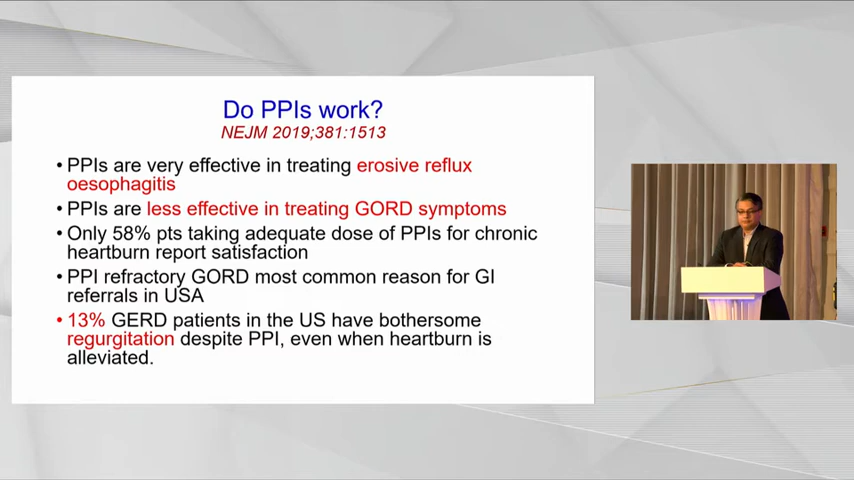 Do PPIs work?
NEJM 2019;381:1513
• PPIs are very effective in treating erosive reflux
oesophagitis
• PPIs are less effective in treating GORD symptoms
• Only 58% pts taking adequate dose of PPIs for chronic
heartburn report satisfaction
• PPI refractory GORD most common reason for GI
referrals in USA
• 13% GERD patients in the US have bothersome
regurgitation despite PPI, even when heartburn is
alleviated.